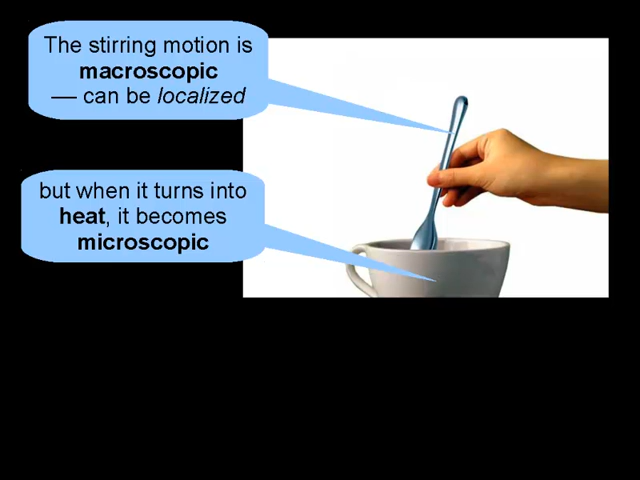 The stirring motion is
macroscopic
— can be localized
but when it turns into
heat, it becomes
microscopic